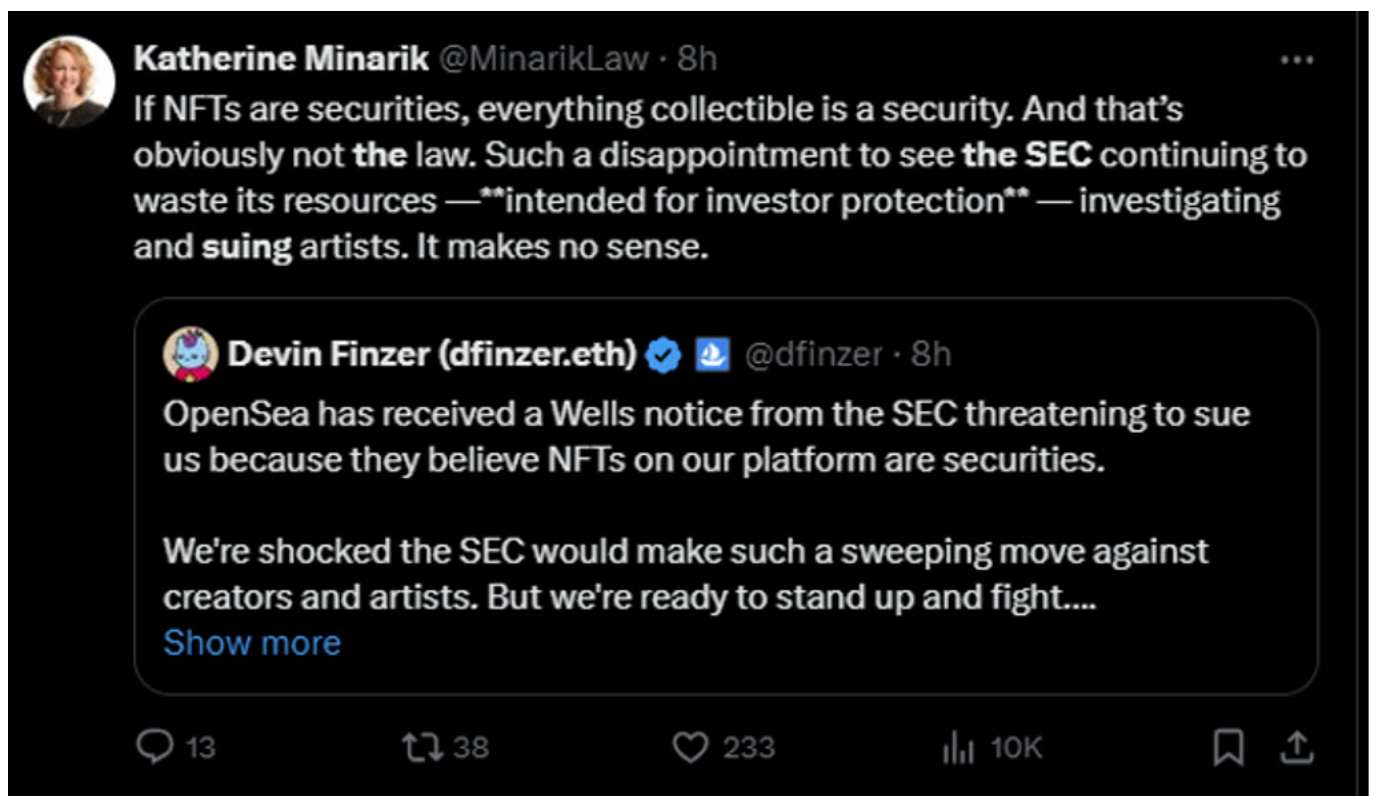 Katherine Minarik @MinarikLaw · 8h
If NFTs are securities, everything collectible is a security. And that’s
obviously not the law. Such a disappointment to see the SEC continuing to
waste its resources —**intended for investor protection** — investigating
and suing artists. It makes no sense.
Devin Finzer (dfinzer.eth) @dfinzer · 8h
OpenSea has received a Wells notice from the SEC threatening to sue
us because they believe NFTs on our platform are securities.
We're shocked the SEC would make such a sweeping move against
creators and artists. But we're ready to stand up and fight....
Show more
13 38 233 10K